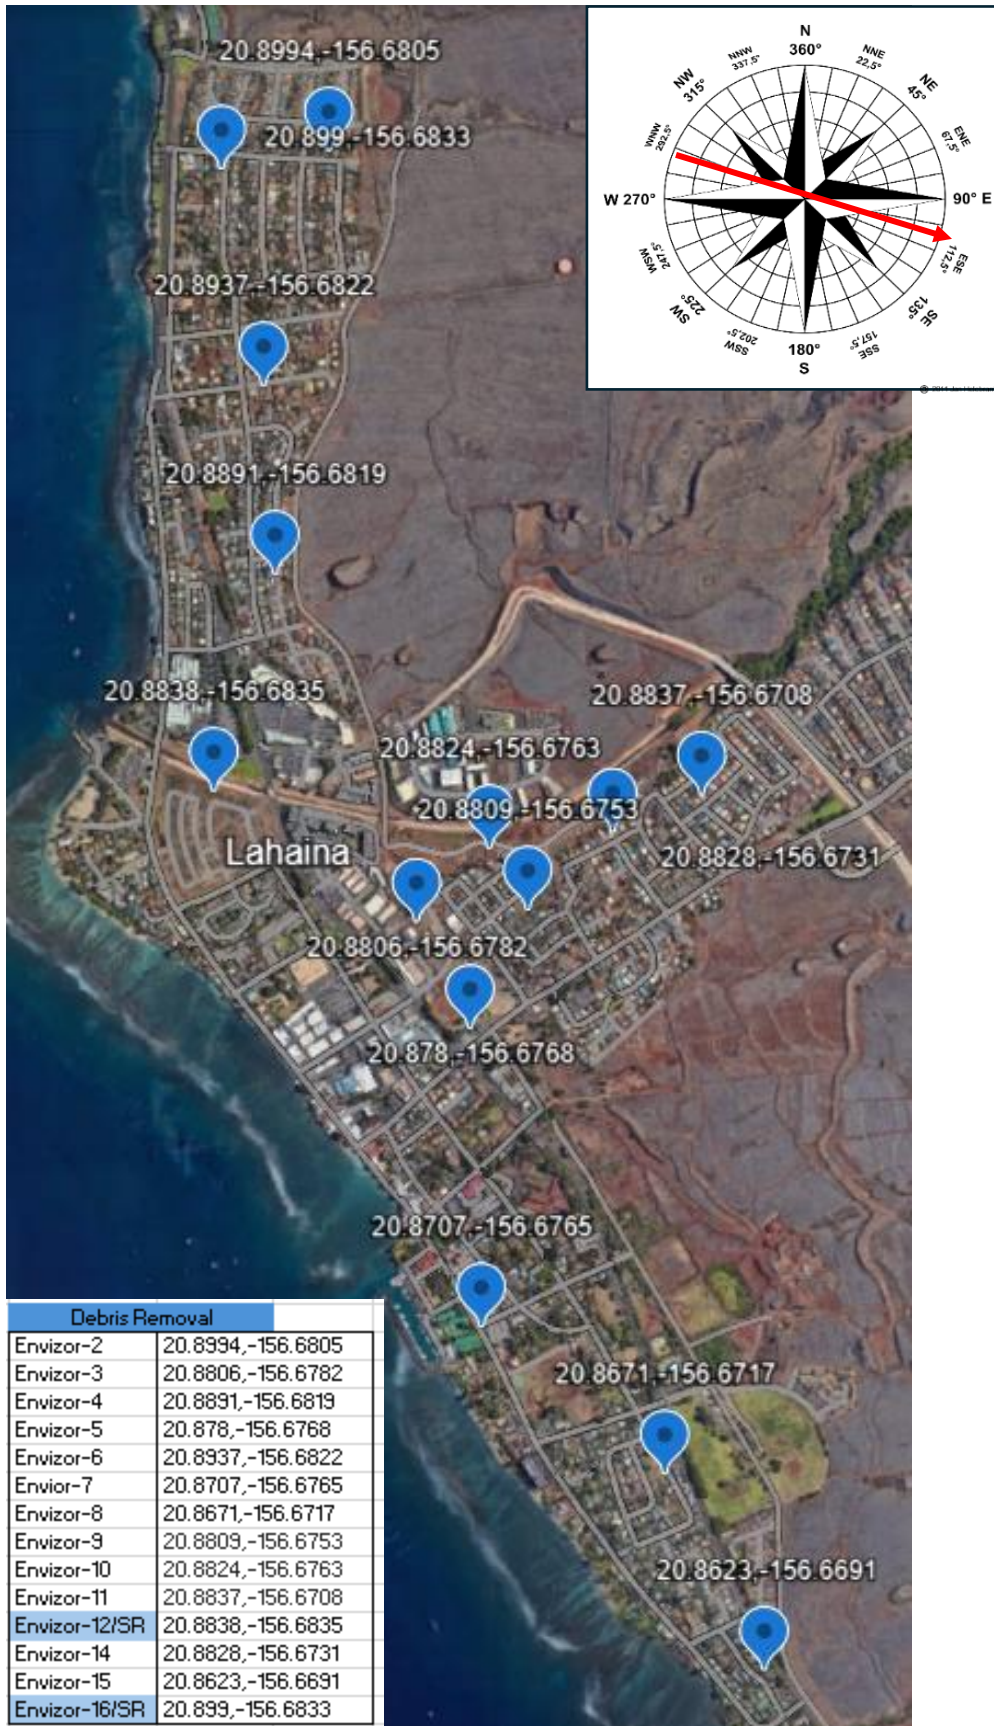 20.8994,-156.6805
20.899,-156.6833
20.8937,-156.6822
20.8891,-156.6819
20.8838,-156.6835
20.8837,-156.6708
20.8824,-156.6763
20.8809,-156.6753
Lahaina
20.8828,-156.6731
20.8806,-156.6782
20.878,-156.6768
20.8707,-156.6765
20.8671,-156.6717
20.8623,-156.6691
N
360°
NNE
22,5°
NE
45°
ENE
67,5°
90° E
ESE
112,5°
SE
135°
SSE
157,5°
180°
S
SSW
202,5°
SW
225°
WSW
247,5°
W 270°
WNW
292,5°
NW
315°
NNW
337,5°
Debris Removal
Envizor-2 20.8994,-156.6805
Envizor-3 20.8806,-156.6782
Envizor-4 20.8891,-156.6819
Envizor-5 20.878,-156.6768
Envizor-6 20.8937,-156.6822
Envior-7 20.8707,-156.6765
Envizor-8 20.8671,-156.6717
Envizor-9 20.8809,-156.6753
Envizor-10 20.8824,-156.6763
Envizor-11 20.8837,-156.6708
Envizor-12/SR 20.8838,-156.6835
Envizor-14 20.8828,-156.6731
Envizor-15 20.8623,-156.6691
Envizor-16/SR 20.899,-156.6833